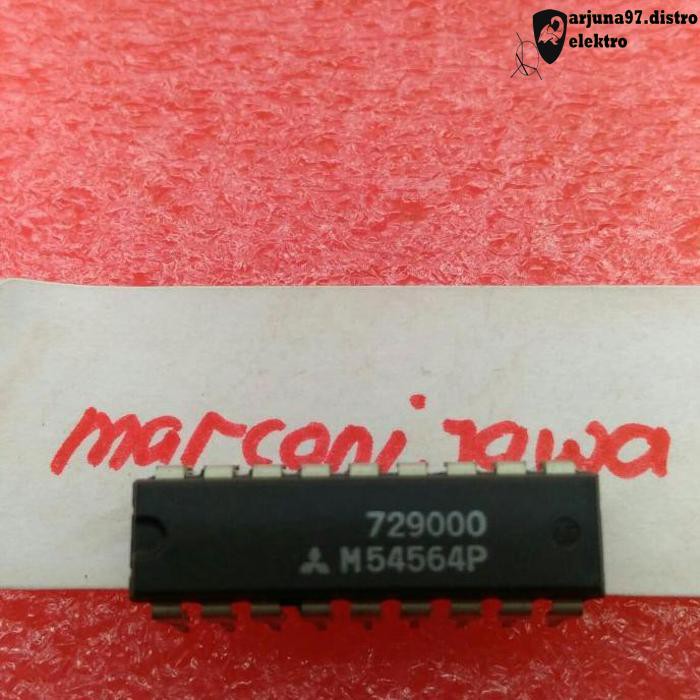 arjuna97.distro
elektro
marconi jawa
729000
M54564P